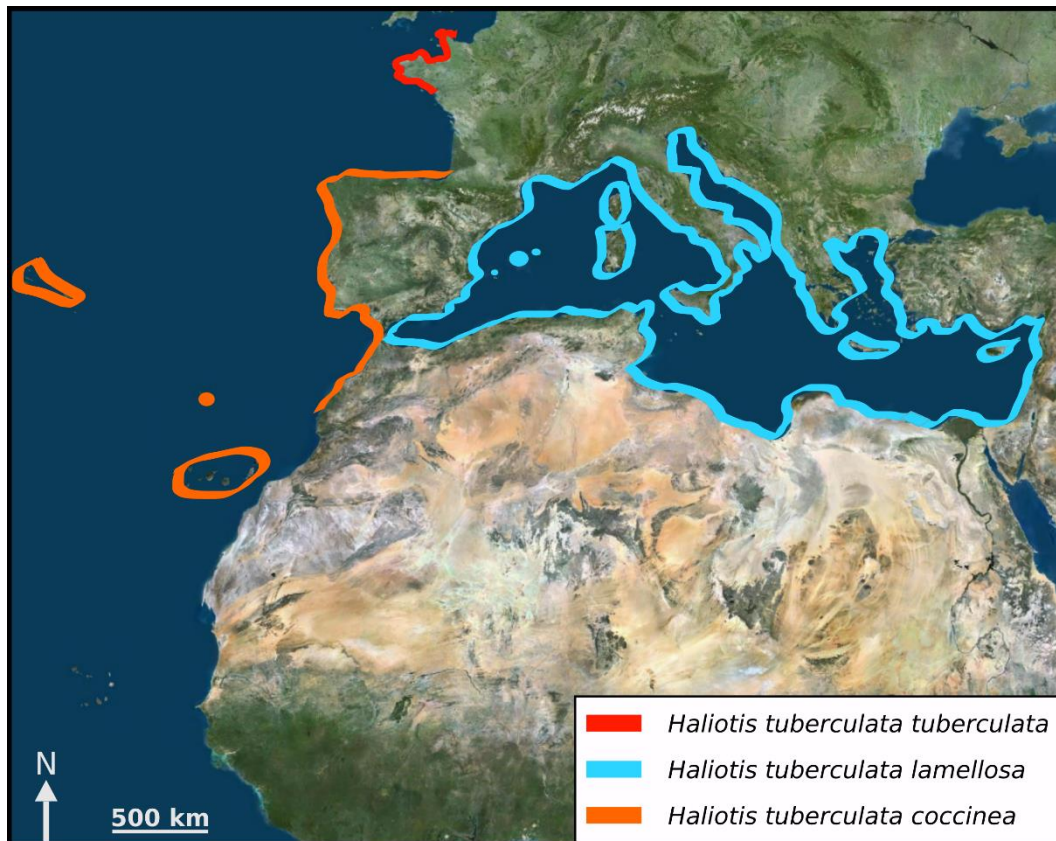 Haliotis tuberculata tuberculata
Haliotis tuberculata lamellosa
Haliotis tuberculata coccinea
N
500 km